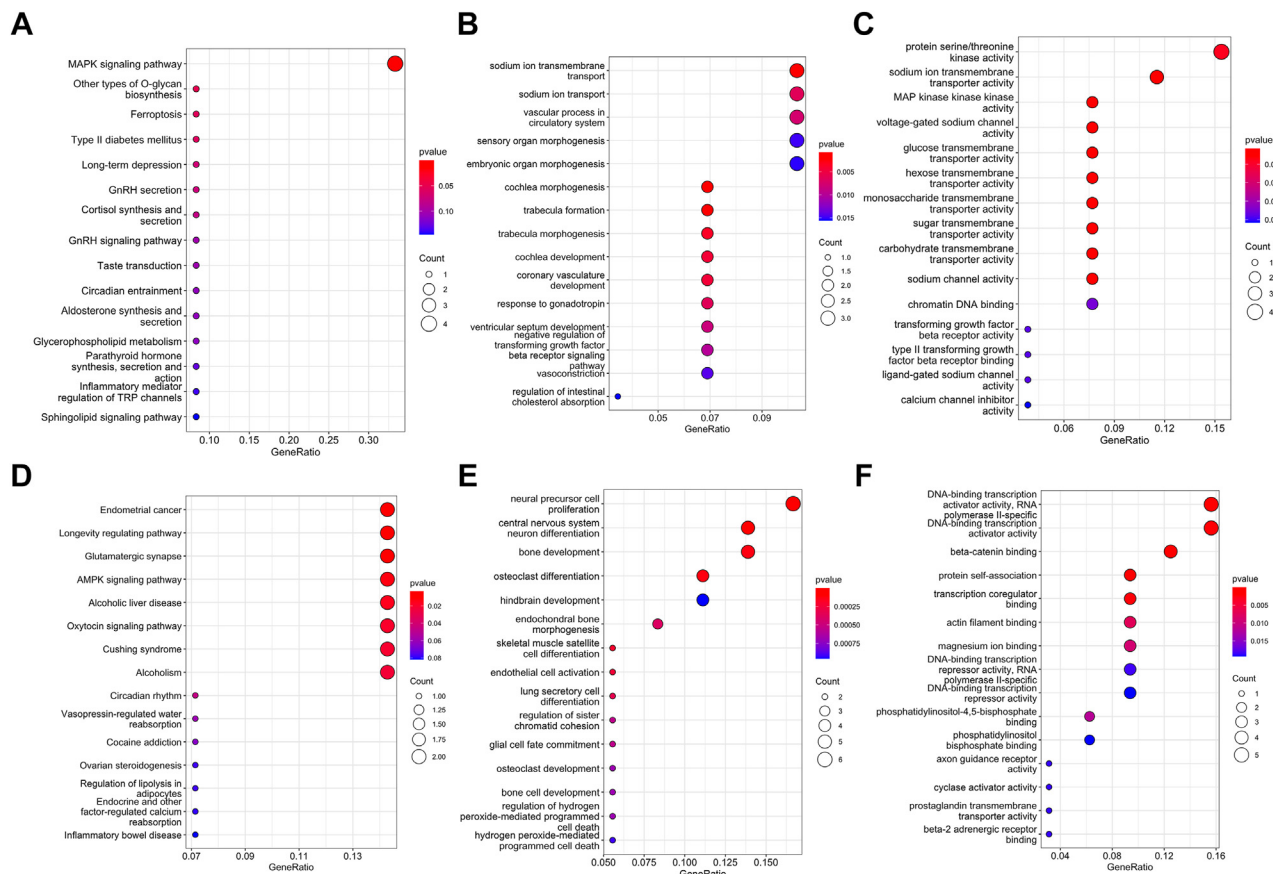 A
MAPK signaling pathway
Other types of O-glycan
biosynthesis
Ferroptosis
Type II diabetes mellitus
Long-term depression
GnRH secretion
Cortisol synthesis and
secretion
GnRH signaling pathway
Taste transduction
Circadian entrainment
Aldosterone synthesis and
secretion
Glycerophospholipid metabolism
Parathyroid hormone
synthesis, secretion and
action
Inflammatory mediator
regulation of TRP channels
Sphingolipid signaling pathway
0.10 0.15 0.20 0.25 0.30
GeneRatio
pvalue
0.05
0.10
Count
1
2
3
4
B
sodium ion transmembrane
transport
sodium ion transport
vascular process in
circulatory system
sensory organ morphogenesis
embryonic organ morphogenesis
cochlea morphogenesis
trabecula formation
trabecula morphogenesis
cochlea development
coronary vasculature
development
response to gonadotropin
ventricular septum development
negative regulation of
transforming growth factor
beta receptor signaling
pathway
vasoconstriction
regulation of intestinal
cholesterol absorption
0.05 0.07 0.09
GeneRatio
pvalue
0.005
0.010
0.015
Count
1.0
1.5
2.0
2.5
3.0
C
protein serine/threonine
kinase activity
sodium ion transmembrane
transporter activity
MAP kinase kinase kinase
activity
voltage-gated sodium channel
activity
glucose transmembrane
transporter activity
hexose transmembrane
transporter activity
monosaccharide transmembrane
transporter activity
sugar transmembrane
transporter activity
carbohydrate transmembrane
transporter activity
sodium channel activity
chromatin DNA binding
transforming growth factor
beta receptor activity
type II transforming growth
factor beta receptor binding
ligand-gated sodium channel
activity
calcium channel inhibitor
activity
0.06 0.09 0.12 0.15
GeneRatio
pvalue
Count
1
2
3
4
D
Endometrial cancer
Longevity regulating pathway
Glutamatergic synapse
AMPK signaling pathway
Alcoholic liver disease
Oxytocin signaling pathway
Cushing syndrome
Alcoholism
Circadian rhythm
Vasopressin-regulated water
reabsorption
Cocaine addiction
Ovarian steroidogenesis
Regulation of lipolysis in
adipocytes
Endocrine and other
factor-regulated calcium
reabsorption
Inflammatory bowel disease
0.07 0.09 0.11 0.13
GeneRatio
pvalue
0.02
0.04
0.06
0.08
Count
1.00
1.25
1.50
1.75
2.00
E
neural precursor cell
proliferation
central nervous system
neuron differentiation
bone development
osteoclast differentiation
hindbrain development
endochondral bone
morphogenesis
skeletal muscle satellite
cell differentiation
endothelial cell activation
lung secretory cell
differentiation
regulation of sister
chromatid cohesion
glial cell fate commitment
osteoclast development
bone cell development
regulation of hydrogen
peroxide-mediated programmed
cell death
hydrogen peroxide-mediated
programmed cell death
0.050 0.075 0.100 0.125 0.150
GeneRatio
pvalue
0.00025
0.00050
0.00075
Count
2
3
4
5
6
F
DNA-binding transcription
activator activity, RNA
polymerase II-specific
DNA-binding transcription
activator activity
beta-catenin binding
protein self-association
transcription coregulator
binding
actin filament binding
magnesium ion binding
DNA-binding transcription
repressor activity, RNA
polymerase II-specific
DNA-binding transcription
repressor activity
phosphatidylinositol-4,5-bisphosphate
binding
phosphatidylinositol
bisphosphate binding
axon guidance receptor
activity
cyclase activator activity
prostaglandin transmembrane
transporter activity
beta-2 adrenergic receptor
binding
0.04 0.08 0.12 0.16
GeneRatio
pvalue
0.005
0.010
0.015
Count
1
2
3
4
5